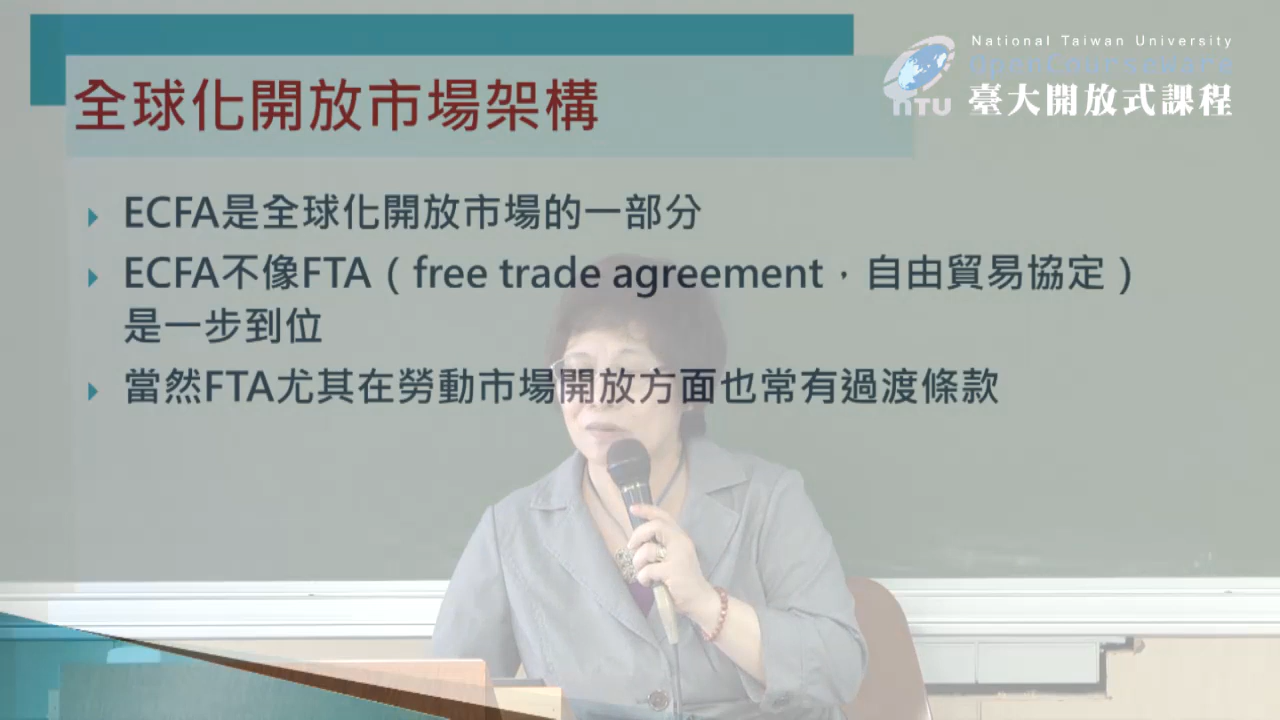 National Taiwan University
OpenCourseWare
NTU
臺大開放式課程
全球化開放市場架構
ECFA是全球化開放市場的一部分
ECFA不像FTA（free trade agreement，自由貿易協定）
是一步到位
當然FTA尤其在勞動市場開放方面也常有過渡條款